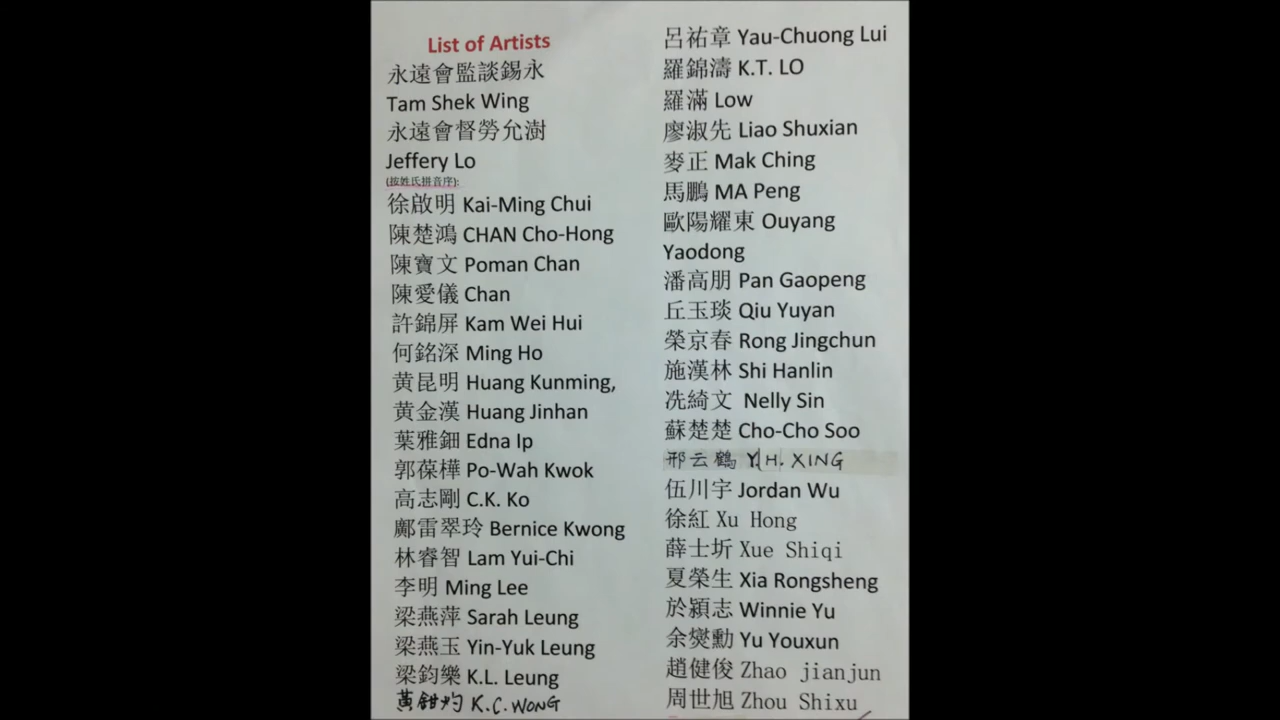 List of Artists
永遠會監談錫永
Tam Shek Wing
永遠會督勞允澍
Jeffery Lo
(按姓氏拼音序):
徐啟明 Kai-Ming Chui
陳楚鴻 CHAN Cho-Hong
陳寶文 Poman Chan
陳愛儀 Chan
許錦屏 Kam Wei Hui
何銘深 Ming Ho
黄昆明 Huang Kunming,
黄金漢 Huang Jinhan
葉雅鈿 Edna Ip
郭葆樺 Po-Wah Kwok
高志剛 C.K. Ko
鄺雷翠玲 Bernice Kwong
林睿智 Lam Yui-Chi
李明 Ming Lee
梁燕萍 Sarah Leung
梁燕玉 Yin-Yuk Leung
梁鈞樂 K.L. Leung
黃鉗灼 K.C. WONG
呂祐章 Yau-Chuong Lui
羅錦濤 K.T. LO
羅滿 Low
廖淑先 Liao Shuxian
麥正 Mak Ching
馬鵬 MA Peng
歐陽耀東 Ouyang
Yaodong
潘高朋 Pan Gaopeng
丘玉琰 Qiu Yuyan
榮京春 Rong Jingchun
施漢林 Shi Hanlin
冼綺文 Nelly Sin
蘇楚楚 Cho-Cho Soo
邢云鶴 Y.H. XING
伍川宇 Jordan Wu
徐紅 Xu Hong
薛士圻 Xue Shiqi
夏榮生 Xia Rongsheng
於穎志 Winnie Yu
余爕勳 Yu Youxun
趙健俊 Zhao jianjun
周世旭 Zhou Shixu